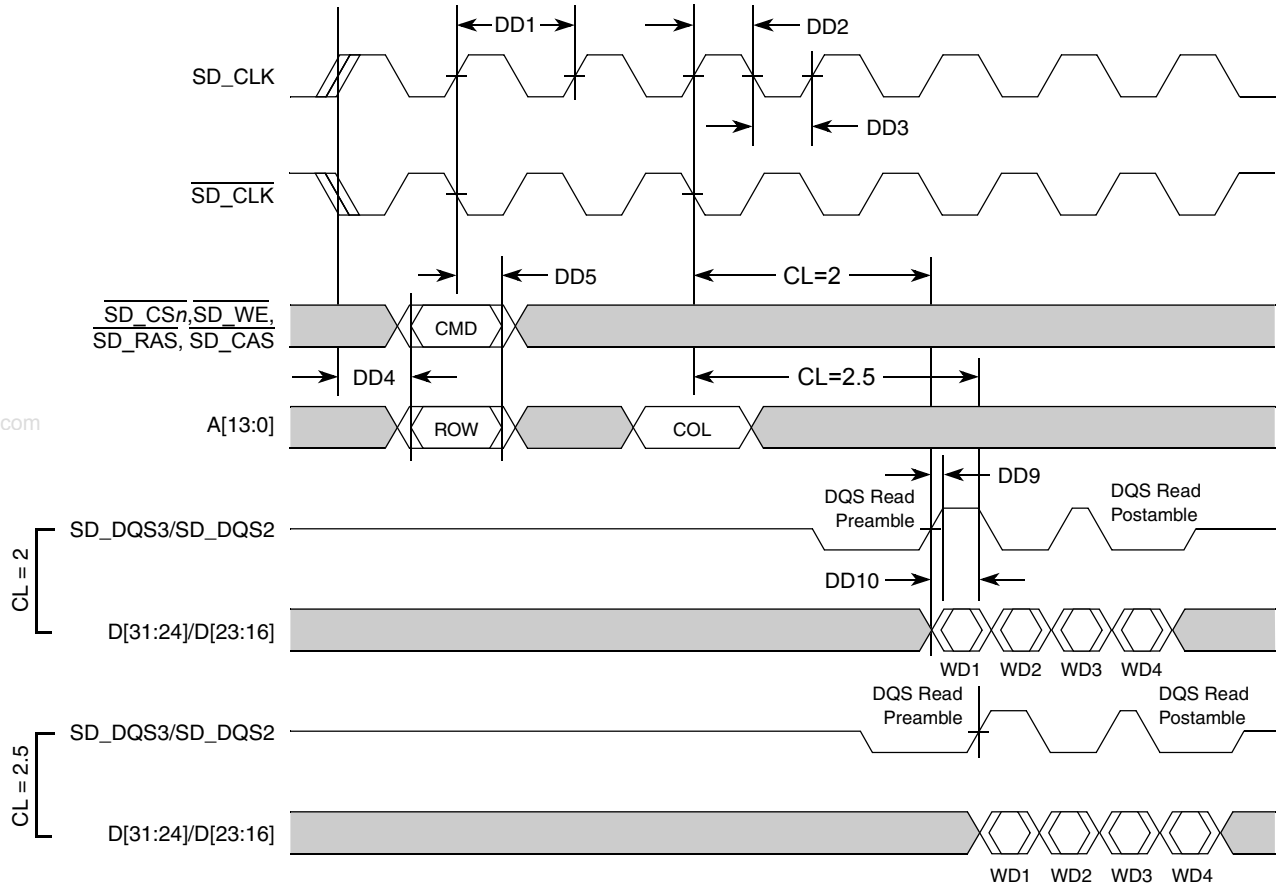 DD1
DD2
SD_CLK
DD3
SD_CLK
DD5
CL=2
SD_CSn,SD_WE,
SD_RAS, SD_CAS
CMD
DD4
CL=2.5
com
A[13:0]
ROW
COL
DD9
DQS Read
Preamble
DQS Read
Postamble
SD_DQS3/SD_DQS2
CL = 2
DD10
D[31:24]/D[23:16]
WD1 WD2 WD3 WD4
DQS Read
Preamble
DQS Read
Postamble
SD_DQS3/SD_DQS2
CL = 2.5
D[31:24]/D[23:16]
WD1 WD2 WD3 WD4